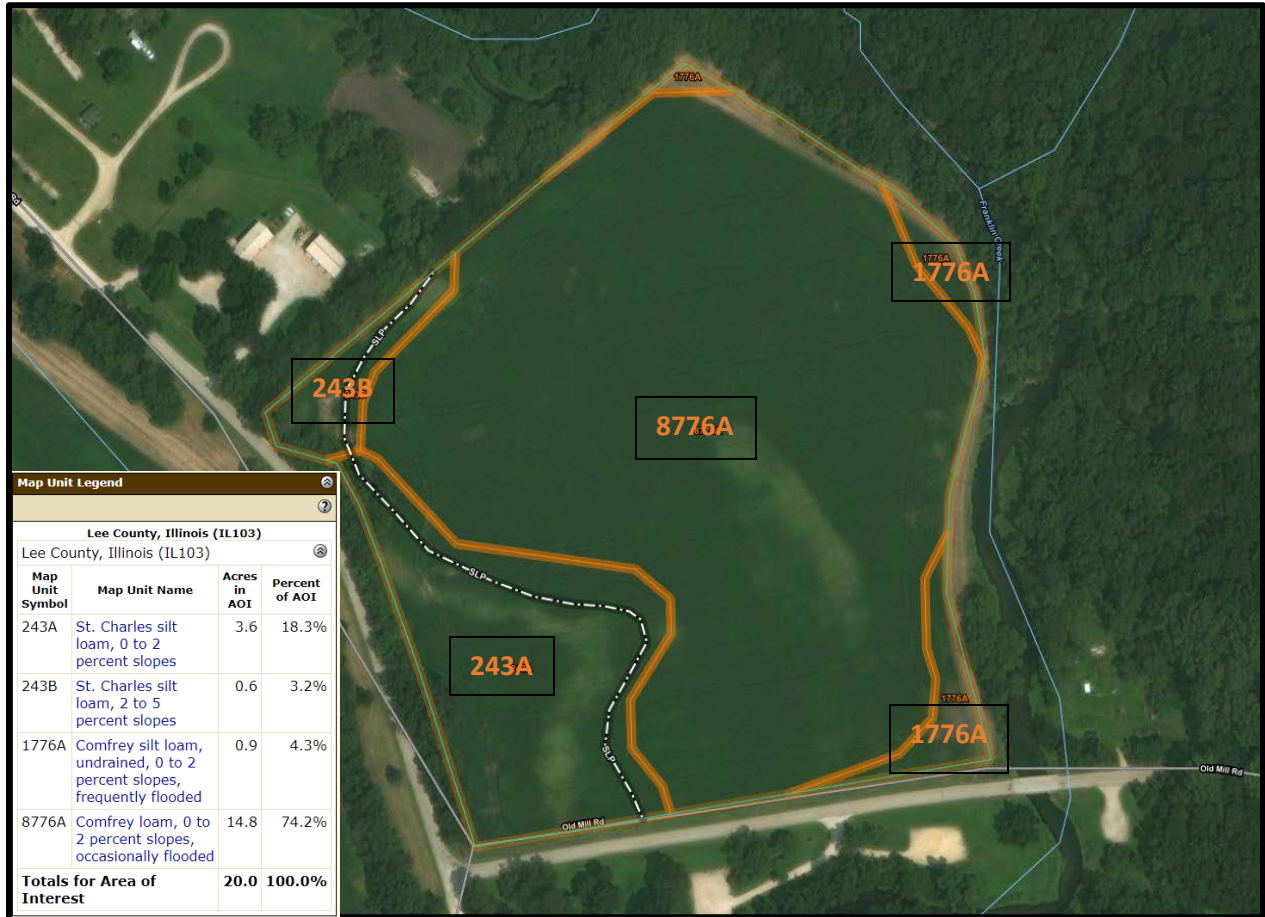 1776A
Rd
Franklin Creek
1776A
1776A
SLP
243B
8776A
Map Unit Legend
?
Lee County, Illinois (IL103)
Lee County, Illinois (IL103)
Map Unit Symbol
Map Unit Name
Acres in AOI
Percent of AOI
243A
St. Charles silt
loam, 0 to 2
percent slopes
3.6
18.3%
243B
St. Charles silt
loam, 2 to 5
percent slopes
0.6
3.2%
1776A
Comfrey silt loam,
undrained, 0 to 2
percent slopes,
frequently flooded
0.9
4.3%
8776A
Comfrey loam, 0 to
2 percent slopes,
occasionally flooded
14.8
74.2%
Totals for Area of
Interest
20.0
100.0%
SLP
243A
1776A
1776A
SLP
Old Mill Rd
Old Mill Rd